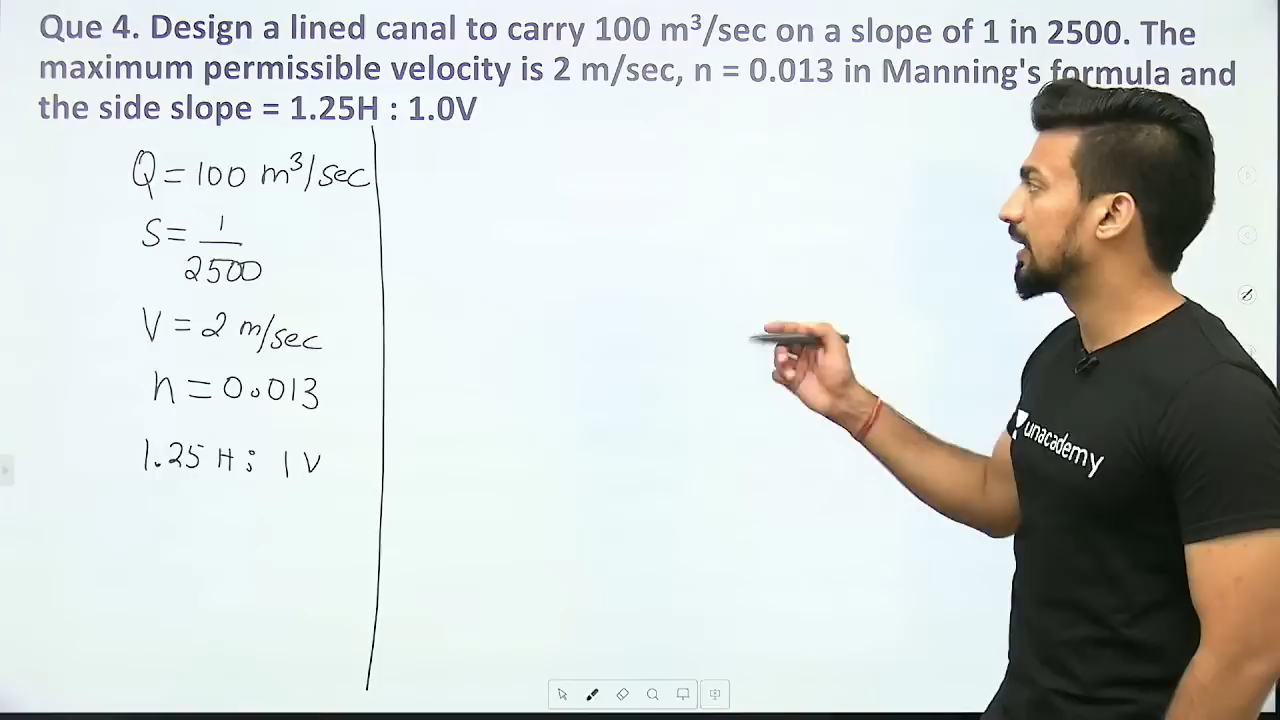 Que 4. Design a lined canal to carry 100 m³/sec on a slope of 1 in 2500. The
maximum permissible velocity is 2 m/sec, n = 0.013 in Manning's formula and
the side slope = 1.25H : 1.0V
Q = 100 m³/sec
S = 1/2500
V = 2 m/sec
n = 0.013
1.25 H : 1 V
unacademy